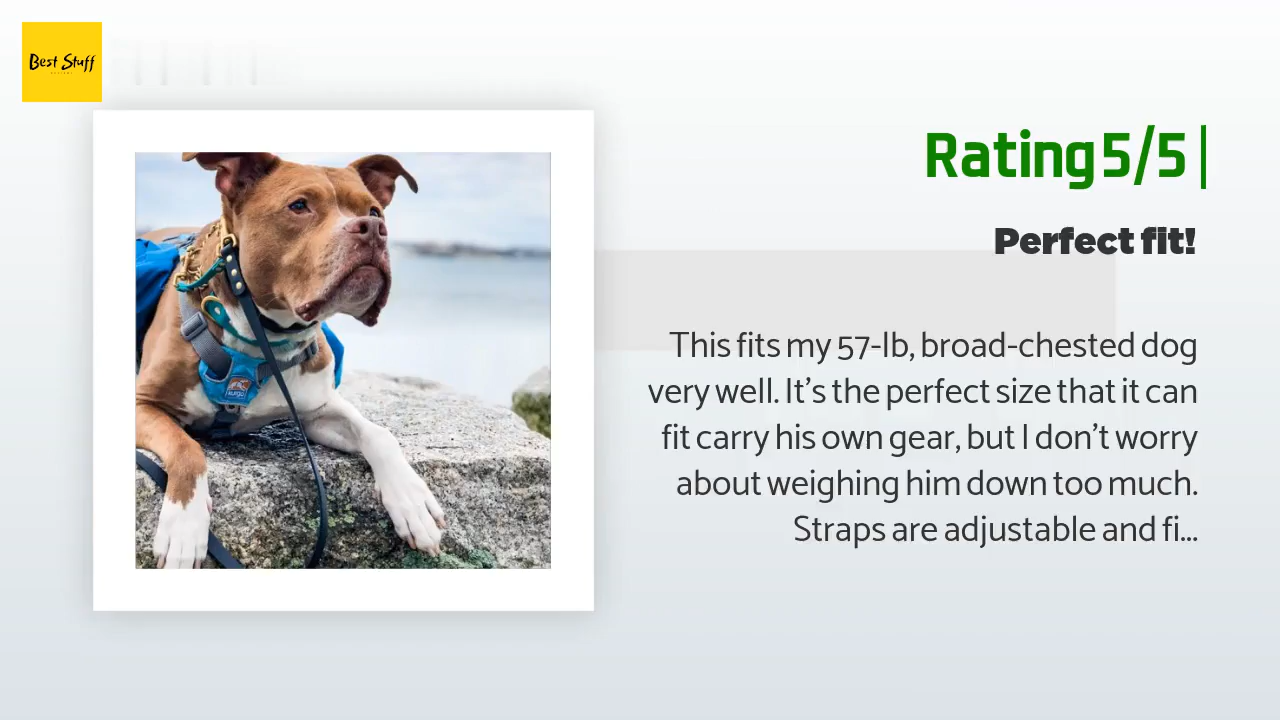 Best Stuff
Rating 5/5 |
Perfect fit!
This fits my 57-lb, broad-chested dog
very well. It's the perfect size that it can
fit carry his own gear, but I don't worry
about weighing him down too much.
Straps are adjustable and fi...
KURGO